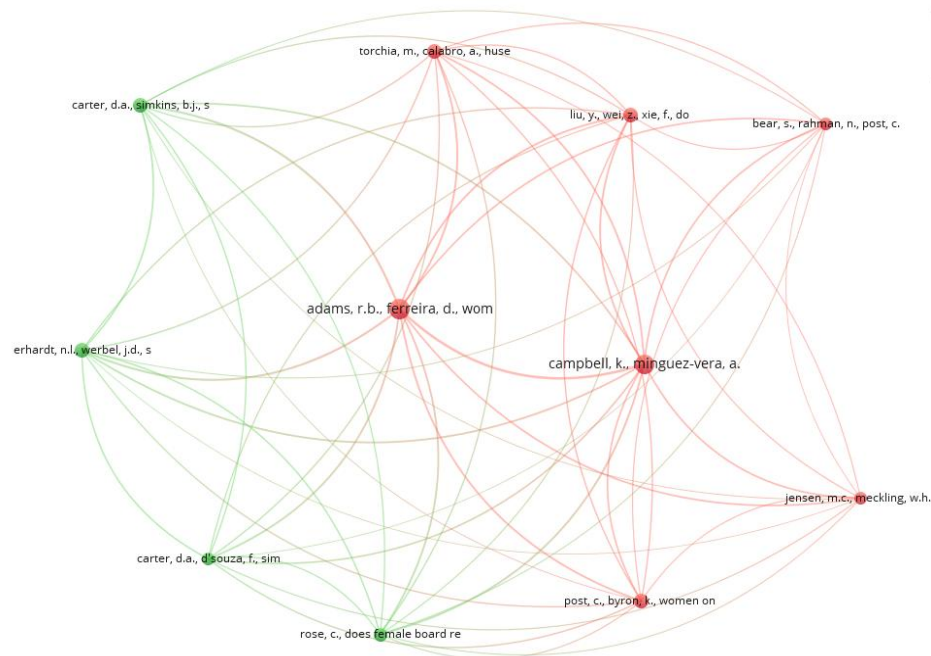 torchia, m., calabro, a., huse
carter, d.a., simkins, b.j., s
liu, y., wei, z., xie, f., do
bear, s., rahman, n., post, c.
adams, r.b., ferreira, d., wom
erhardt, n.l., werbel, j.d., s
campbell, k., minguez-vera, a.
jensen, m.c., meckling, w.h.
carter, d.a., d'souza, f., sim
post, c., byron, k., women on
rose, c., does female board re